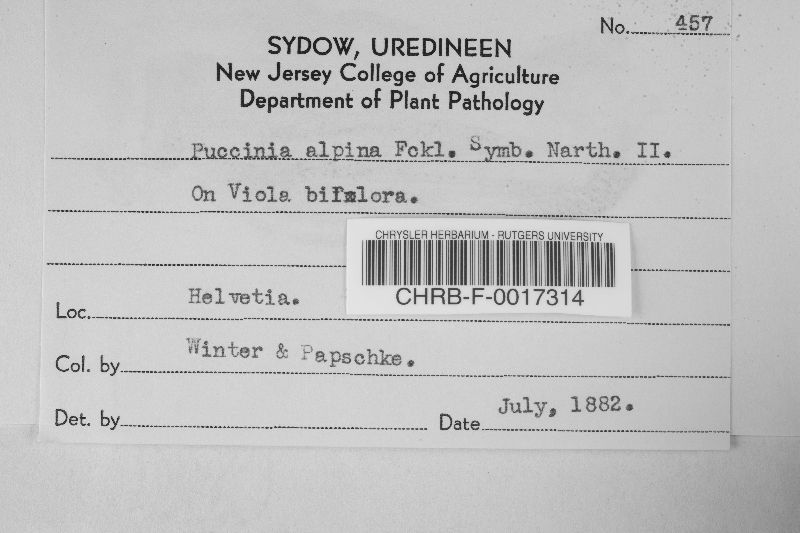 No. 457
SYDOW, UREDINEEN
New Jersey College of Agriculture
Department of Plant Pathology
Puccinia alpina Fckl. Symb. Narth. II.
On Viola biflora.
CHRYSLER HERBARIUM - RUTGERS UNIVERSITY
CHRB-F-0017314
Loc. Helvetia.
Col. by Winter & Papschke.
Det. by
Date July, 1882.